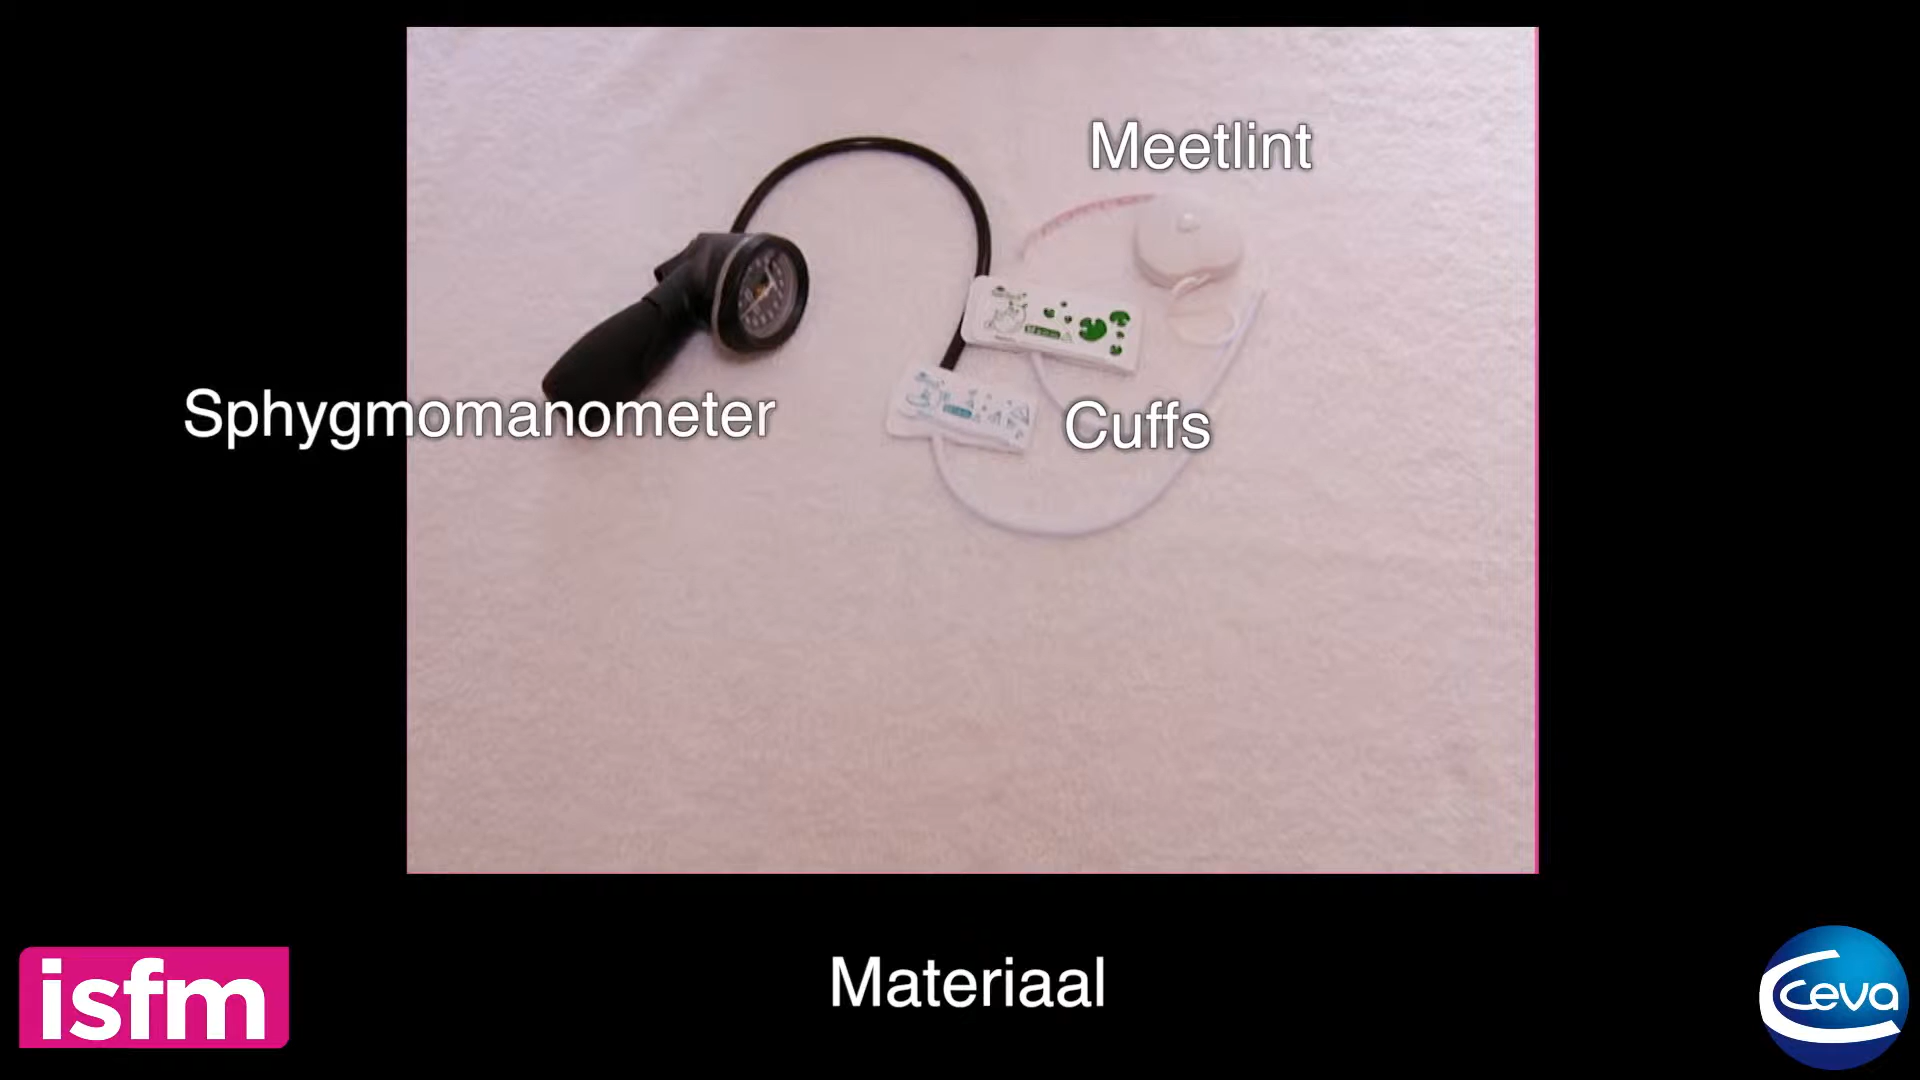 Meetlint
Sphygmomanometer
Cuffs
Materiaal
isfm
Ceva